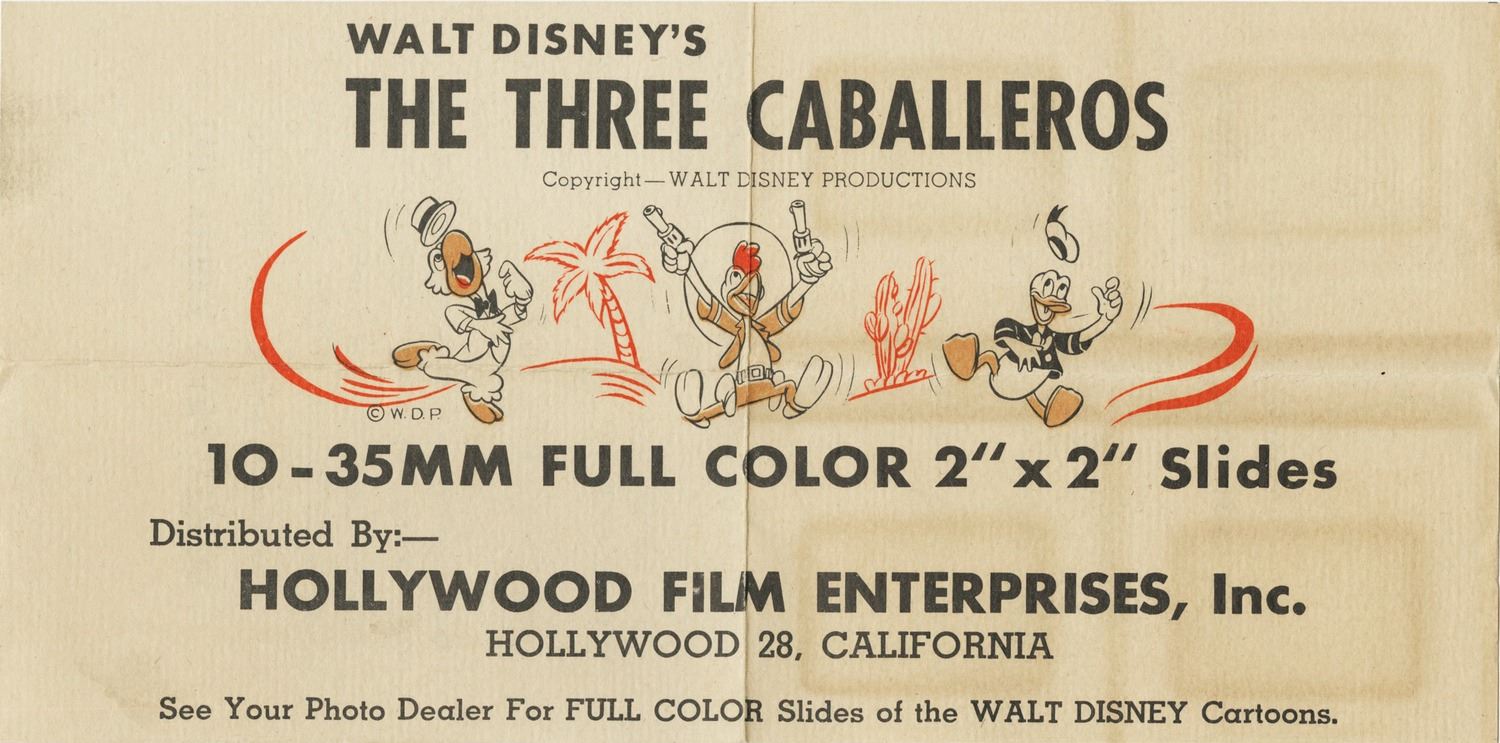 WALT DISNEY'S
THE THREE CABALLEROS
Copyright—WALT DISNEY PRODUCTIONS
© W. D. P.
10-35MM FULL COLOR 2" x 2" Slides
Distributed By:—
HOLLYWOOD FILM ENTERPRISES, Inc.
HOLLYWOOD 28, CALIFORNIA
See Your Photo Dealer For FULL COLOR Slides of the WALT DISNEY Cartoons.